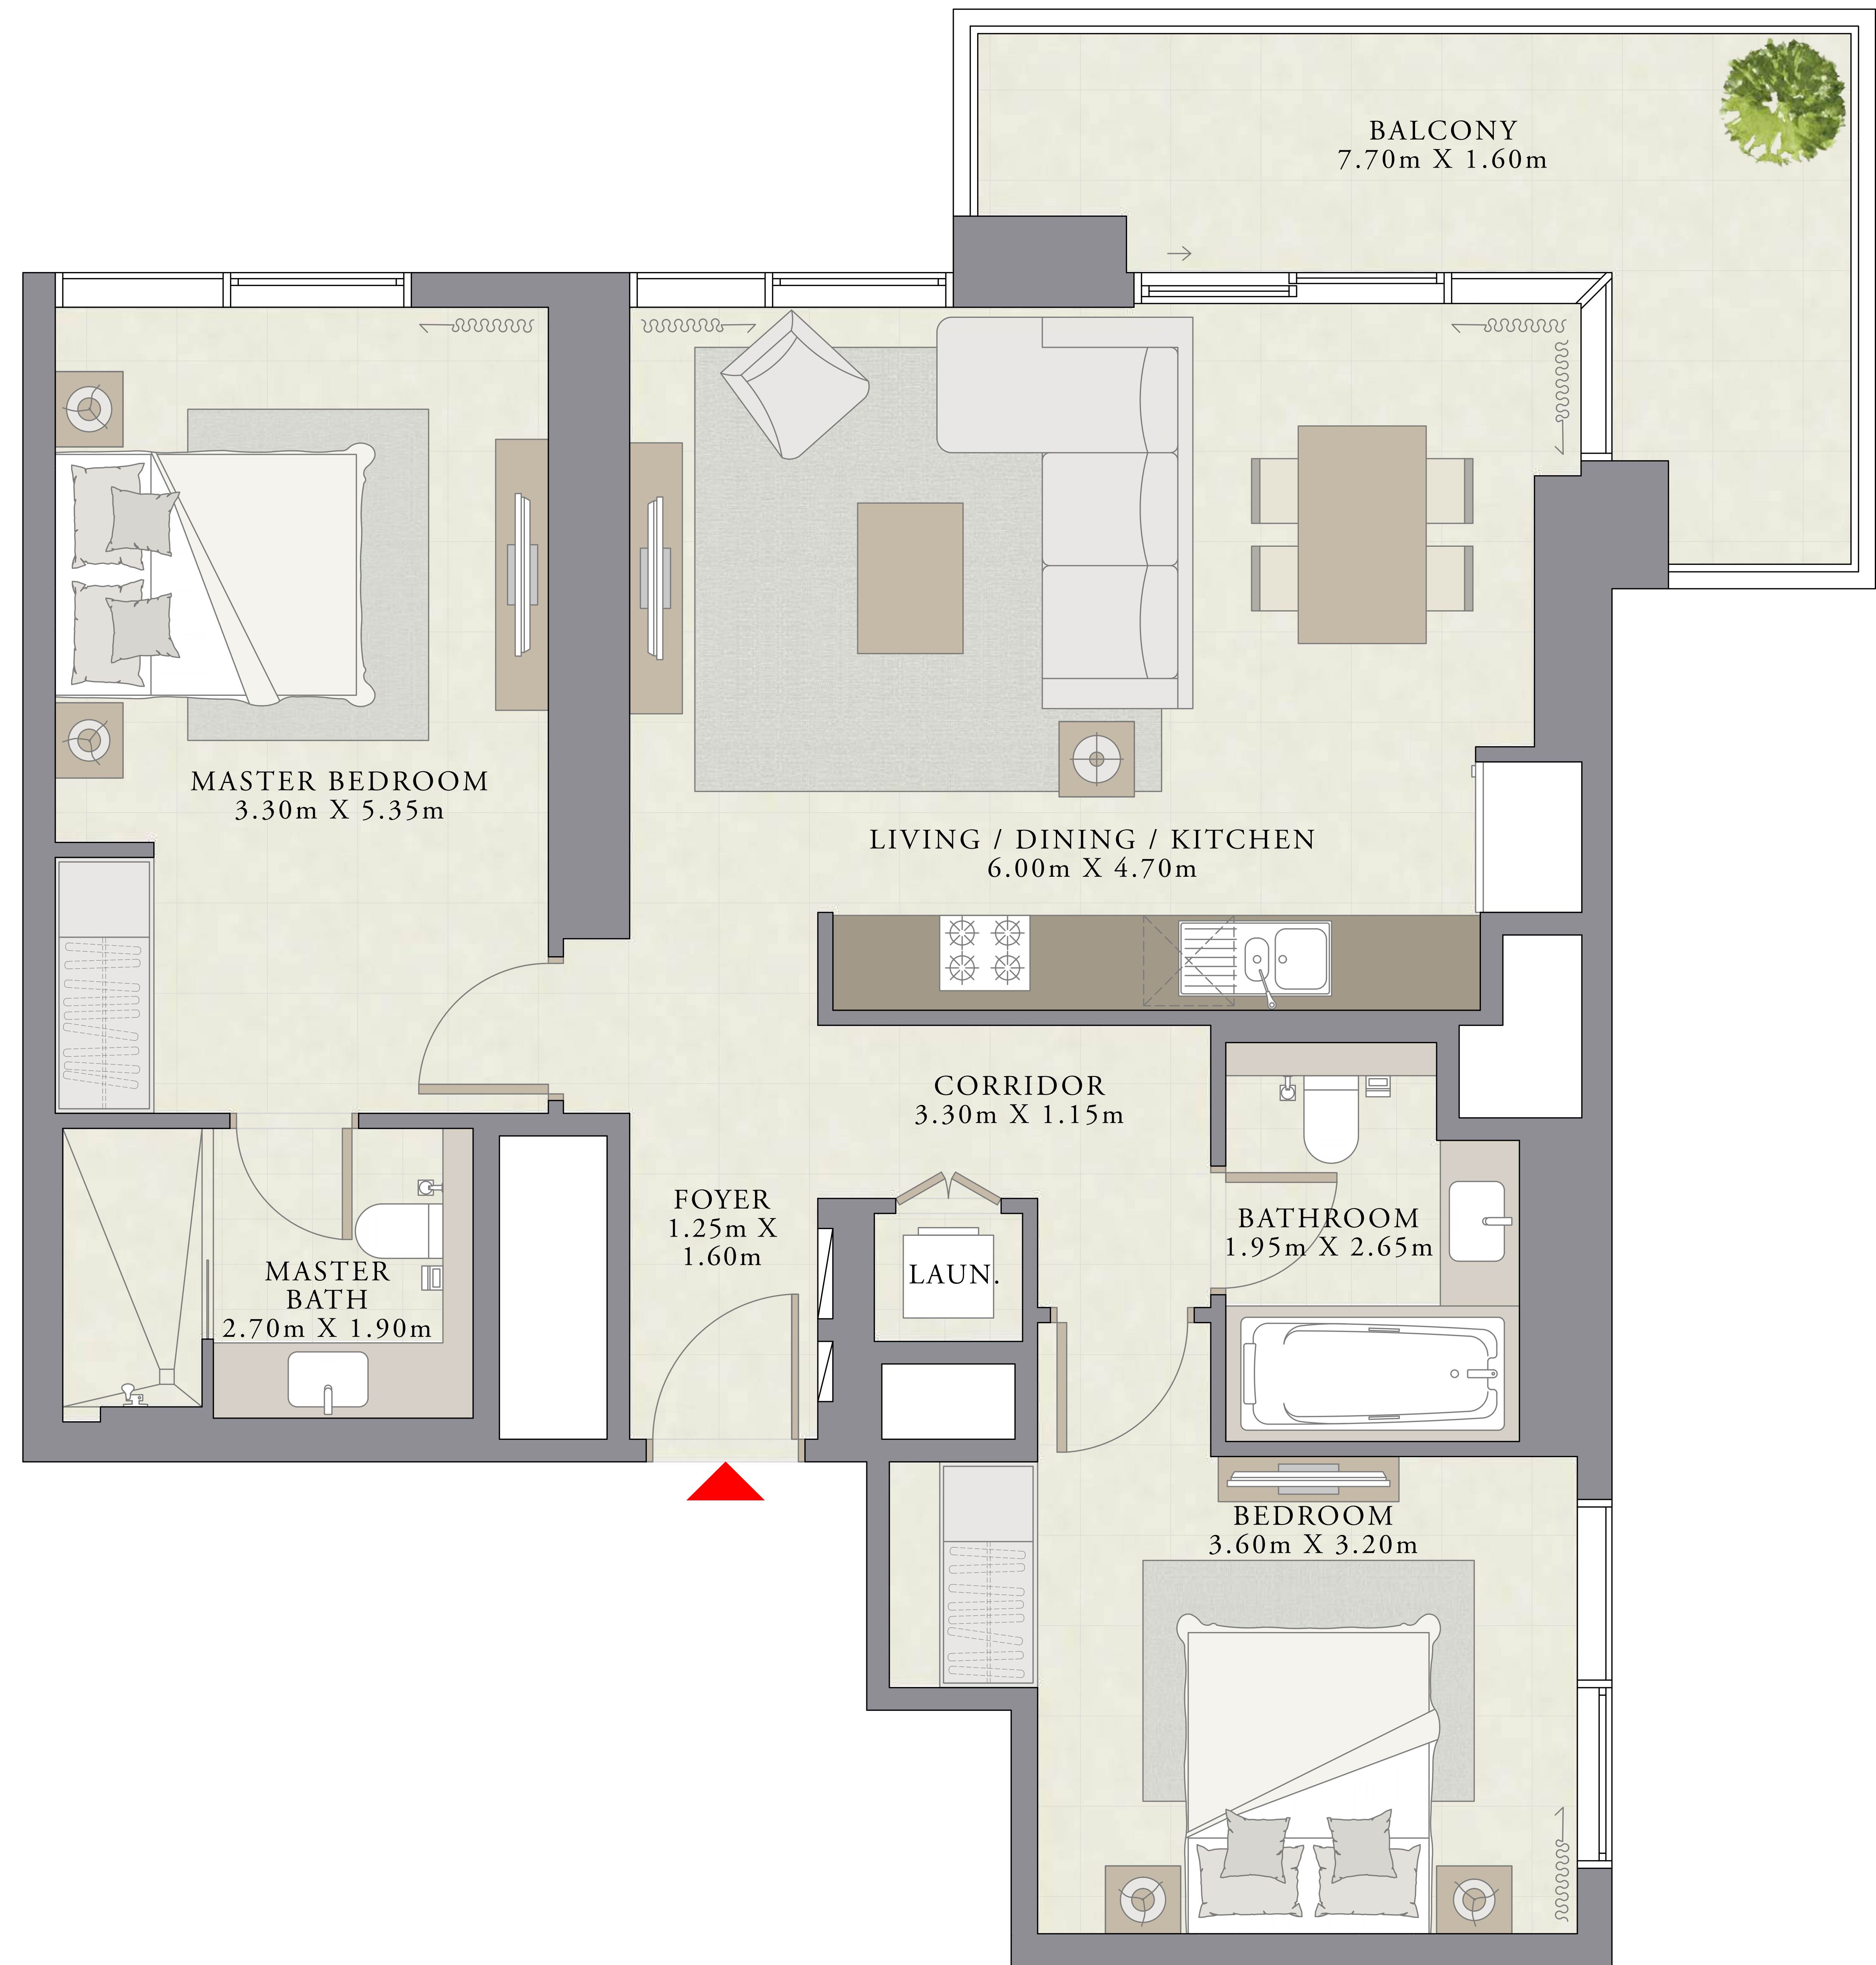 BALCONY
7.70m X 1.60m
MASTER BEDROOM
3.30m X 5.35m
LIVING / DINING / KITCHEN
6.00m X 4.70m
CORRIDOR
3.30m X 1.15m
FOYER
1.25m X
1.60m
BATHROOM
1.95m X 2.65m
LAUN.
MASTER
BATH
2.70m X 1.90m
BEDROOM
3.60m X 3.20m